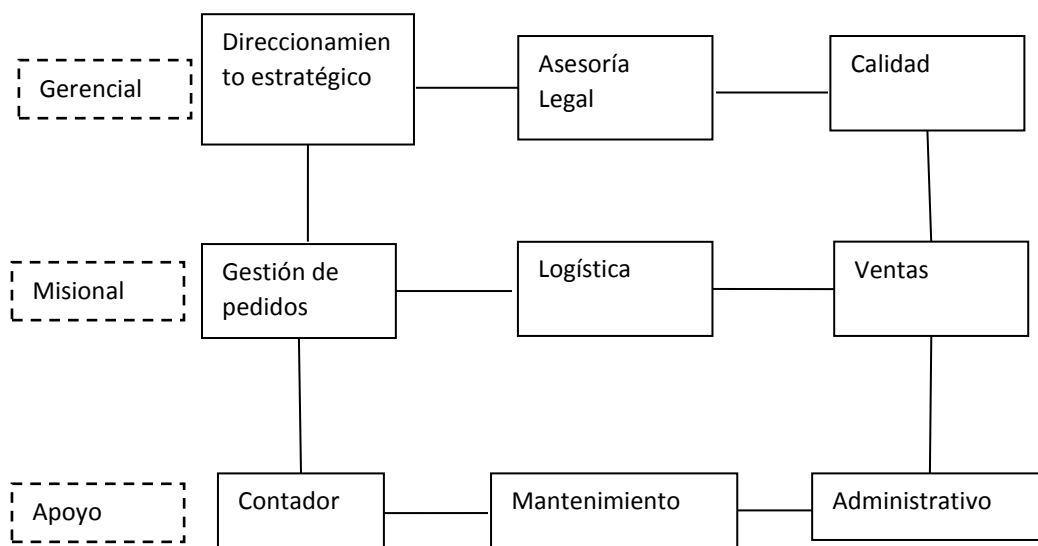 Gerencial
Direccionamien
to estratégico
Asesoría
Legal
Calidad
Misional
Gestión de
pedidos
Logística
Ventas
Apoyo
Contador
Mantenimiento
Administrativo